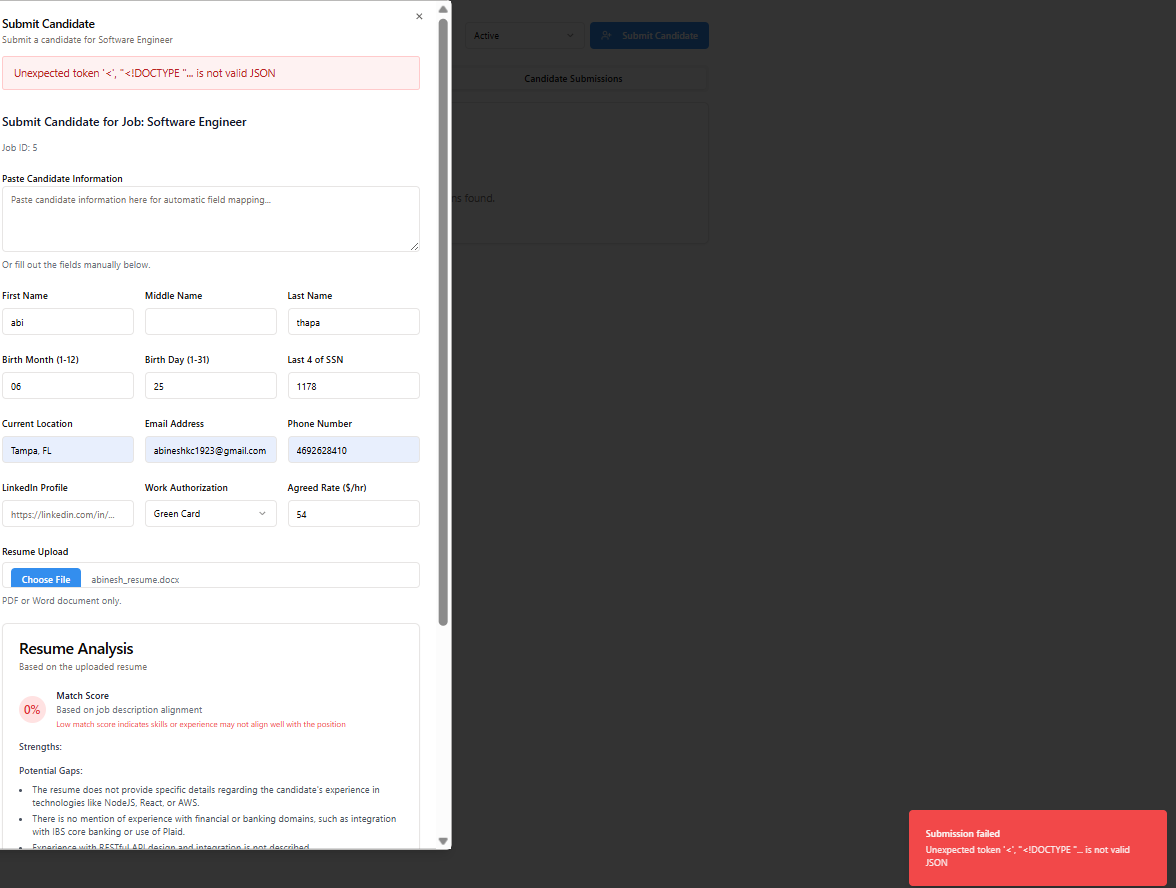 Submit Candidate
Submit a candidate for Software Engineer
Active
Submit Candidate
Unexpected token '<', "<!DOCTYPE "... is not valid JSON
Candidate Submissions
Submit Candidate for Job: Software Engineer
Job ID: 5
Paste Candidate Information
Paste candidate information here for automatic field mapping...
ns found.
Or fill out the fields manually below.
First Name Middle Name Last Name
abi thapa
Birth Month (1-12) Birth Day (1-31) Last 4 of SSN
06 25 1178
Current Location Email Address Phone Number
Tampa, FL abineshkc1923@gmail.com 4692628410
LinkedIn Profile Work Authorization Agreed Rate ($/hr)
https://linkedin.com/in/... Green Card 54
Resume Upload
Choose File abinesh_resume.docx
PDF or Word document only.
Resume Analysis
Based on the uploaded resume
0%
Match Score
Based on job description alignment
Low match score indicates skills or experience may not align well with the position
Strengths:
Potential Gaps:
• The resume does not provide specific details regarding the candidate's experience in
technologies like NodeJS, React, or AWS.
• There is no mention of experience with financial or banking domains, such as integration
with IBS core banking or use of Plaid.
• Experience with RESTful API design and integration is not described.
Submission failed
Unexpected token '<', "<!DOCTYPE "... is not valid
JSON